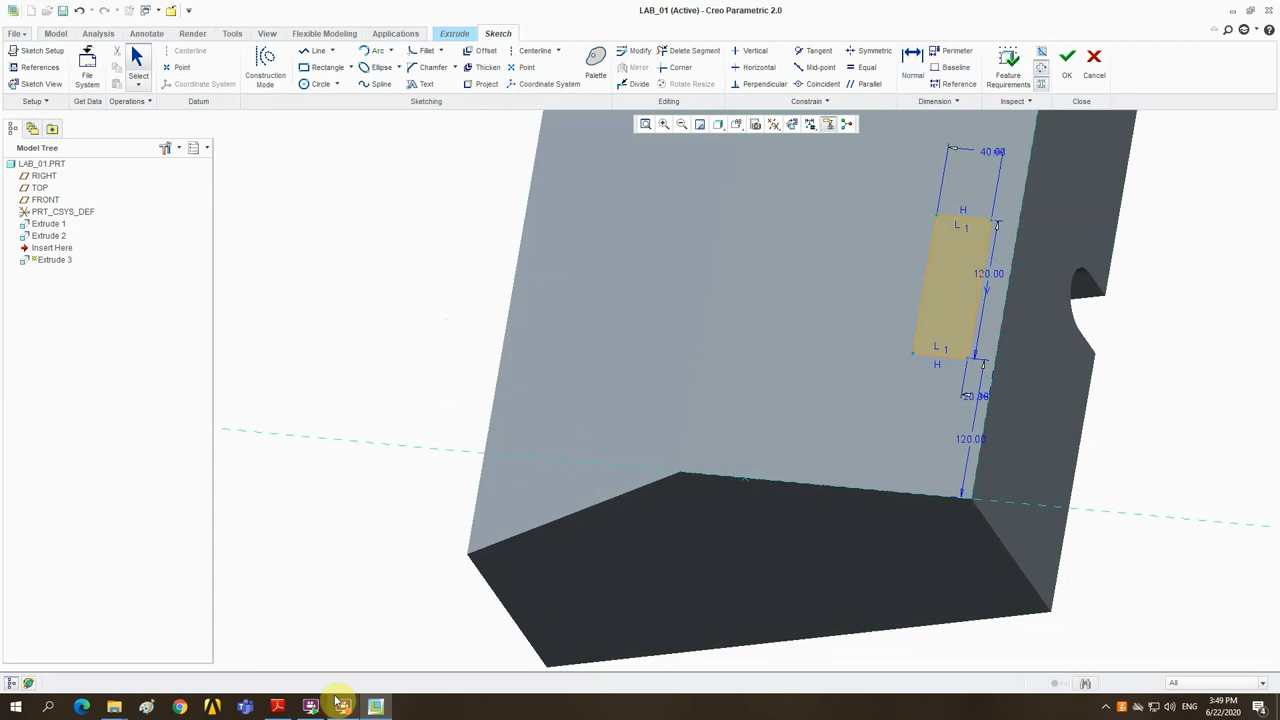 LAB_01 (Active) - Creo Parametric 2.0
File Model Analysis Annotate Render Tools View Flexible Modeling Applications Extrude Sketch
Sketch Setup
References
Sketch View
Setup
File System
Get Data
Select
Operations
Centerline
Point
Coordinate System
Datum
Construction Mode
Line Arc Fillet Offset Centerline
Rectangle Ellipse Chamfer Thicken Point
Circle Spline Text Project Coordinate System
Palette
Sketching
Modify Delete Segment
Mirror Corner
Divide Rotate Resize
Editing
Vertical Tangent Symmetric
Horizontal Mid-point Equal
Perpendicular Coincident Parallel
Constrain
Normal
Perimeter
Baseline
Reference
Dimension
Feature Requirements
Inspect
OK Cancel
Close
Model Tree
LAB_01.PRT
RIGHT
TOP
FRONT
PRT_CSYS_DEF
Extrude 1
Extrude 2
Insert Here
Extrude 3
40.00
H
L 1
120.00
V
L 1
H
20.00
120.00
All
ENG
3:49 PM
6/22/2020
4